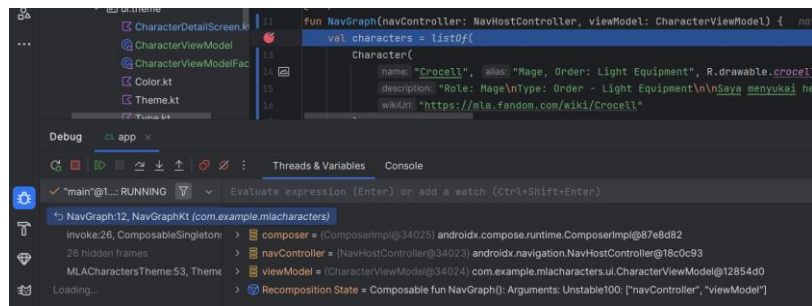 ui.theme
CharacterDetailScreen.k
CharacterViewModel
CharacterViewModelFac
Color.kt
Theme.kt
Type.kt
11 fun NavGraph(navController: NavHostController, viewModel: CharacterViewModel) {
val characters = listOf(
13 Character(
14 name: "Crocell", alias: "Mage, Order: Light Equipment", R.drawable.crocell
15 description: "Role: Mage\nType: Order - Light Equipment\n\nSaya menyukai he
16 wikiUrl: "https://mla.fandom.com/wiki/Crocell"
Debug app
Threads & Variables Console
"main"@1...: RUNNING Evaluate expression (Enter) or add a watch (Ctrl+Shift+Enter)
NavGraph:12, NavGraphKt (com.example.mlacharacters)
invoke:26, ComposableSingleton composer = {ComposerImpl@34025} androidx.compose.runtime.ComposerImpl@87e8d82
26 hidden frames navController = {NavHostController@34023} androidx.navigation.NavHostController@18c0c93
MLACharactersTheme:53, Theme viewModel = {CharacterViewModel@34024} com.example.mlacharacters.ui.CharacterViewModel@12854d0
Loading... Recomposition State = Composable fun NavGraph(): Arguments: Unstable100: ["navController", "viewModel"]